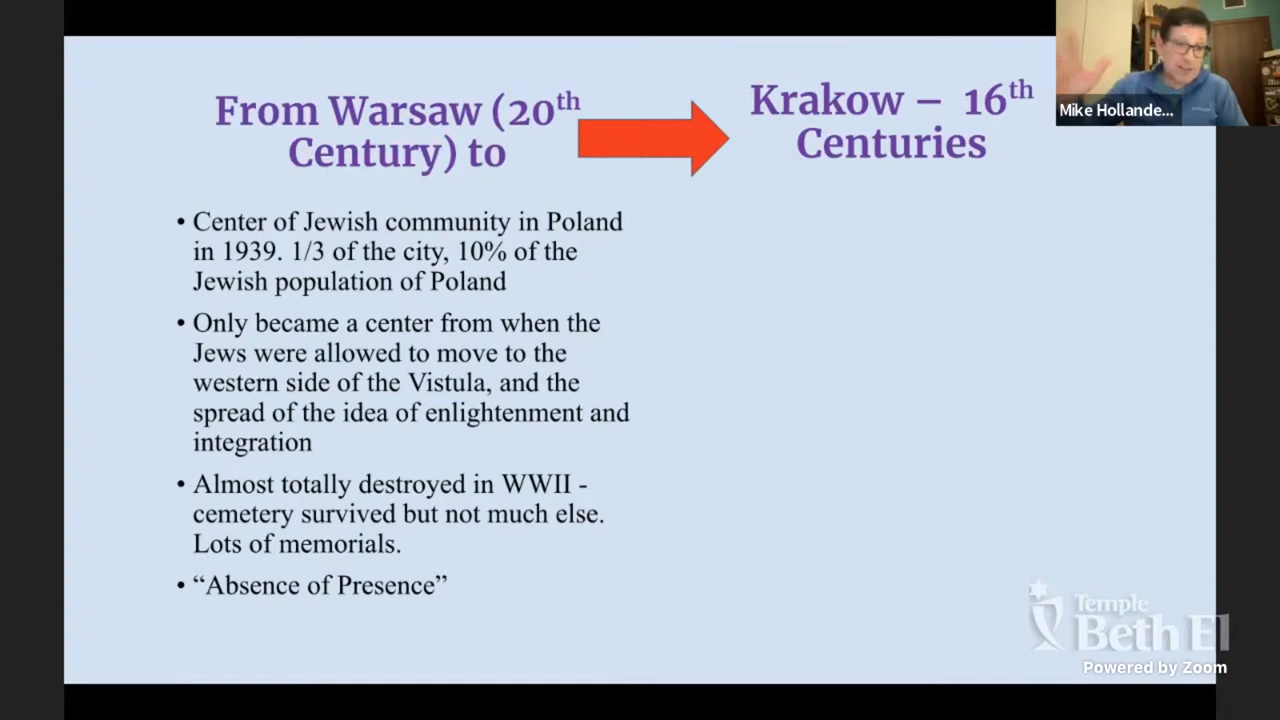 From Warsaw (20th
Century) to
Krakow – 16th
Centuries
Mike Hollande...
• Center of Jewish community in Poland
in 1939. 1/3 of the city, 10% of the
Jewish population of Poland
• Only became a center from when the
Jews were allowed to move to the
western side of the Vistula, and the
spread of the idea of enlightenment and
integration
• Almost totally destroyed in WWII -
cemetery survived but not much else.
Lots of memorials.
• “Absence of Presence”
Temple
Beth El
Powered by Zoom